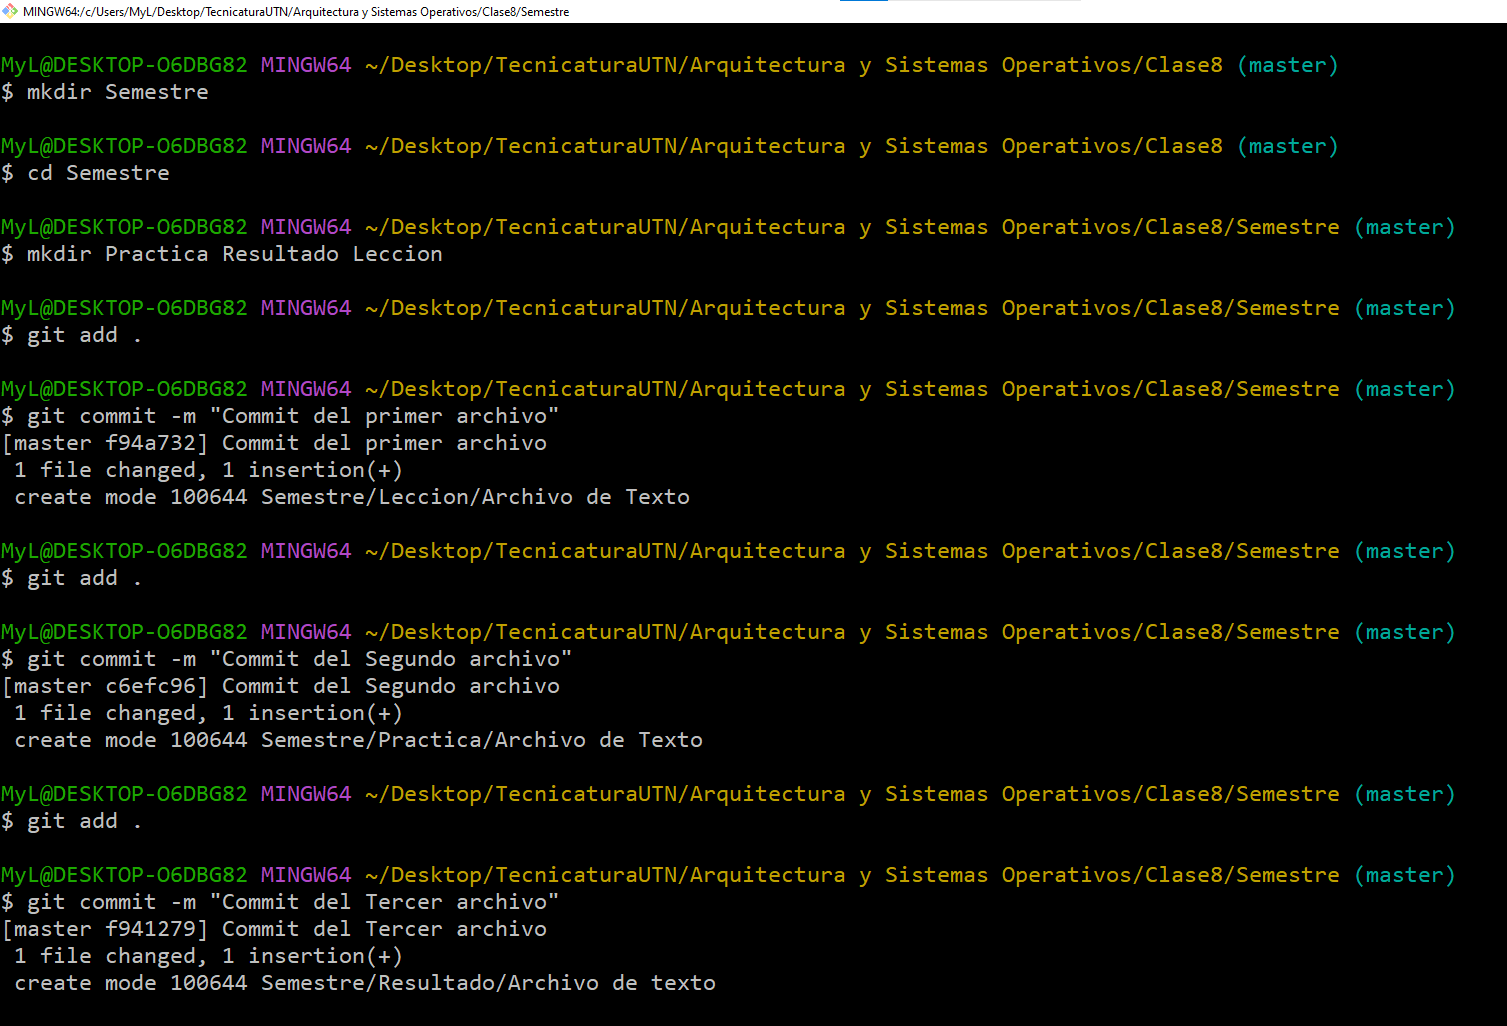 MINGW64:/c/Users/MyL/Desktop/TecnicaturaUTN/Arquitectura y Sistemas Operativos/Clase8/Semestre
MyL@DESKTOP-O6DBG82 MINGW64 ~/Desktop/TecnicaturaUTN/Arquitectura y Sistemas Operativos/Clase8 (master)
$ mkdir Semestre
MyL@DESKTOP-O6DBG82 MINGW64 ~/Desktop/TecnicaturaUTN/Arquitectura y Sistemas Operativos/Clase8 (master)
$ cd Semestre
MyL@DESKTOP-O6DBG82 MINGW64 ~/Desktop/TecnicaturaUTN/Arquitectura y Sistemas Operativos/Clase8/Semestre (master)
$ mkdir Practica Resultado Leccion
MyL@DESKTOP-O6DBG82 MINGW64 ~/Desktop/TecnicaturaUTN/Arquitectura y Sistemas Operativos/Clase8/Semestre (master)
$ git add .
MyL@DESKTOP-O6DBG82 MINGW64 ~/Desktop/TecnicaturaUTN/Arquitectura y Sistemas Operativos/Clase8/Semestre (master)
$ git commit -m "Commit del primer archivo"
[master f94a732] Commit del primer archivo
1 file changed, 1 insertion(+)
create mode 100644 Semestre/Leccion/Archivo de Texto
MyL@DESKTOP-O6DBG82 MINGW64 ~/Desktop/TecnicaturaUTN/Arquitectura y Sistemas Operativos/Clase8/Semestre (master)
$ git add .
MyL@DESKTOP-O6DBG82 MINGW64 ~/Desktop/TecnicaturaUTN/Arquitectura y Sistemas Operativos/Clase8/Semestre (master)
$ git commit -m "Commit del Segundo archivo"
[master c6efc96] Commit del Segundo archivo
1 file changed, 1 insertion(+)
create mode 100644 Semestre/Practica/Archivo de Texto
MyL@DESKTOP-O6DBG82 MINGW64 ~/Desktop/TecnicaturaUTN/Arquitectura y Sistemas Operativos/Clase8/Semestre (master)
$ git add .
MyL@DESKTOP-O6DBG82 MINGW64 ~/Desktop/TecnicaturaUTN/Arquitectura y Sistemas Operativos/Clase8/Semestre (master)
$ git commit -m "Commit del Tercer archivo"
[master f941279] Commit del Tercer archivo
1 file changed, 1 insertion(+)
create mode 100644 Semestre/Resultado/Archivo de texto